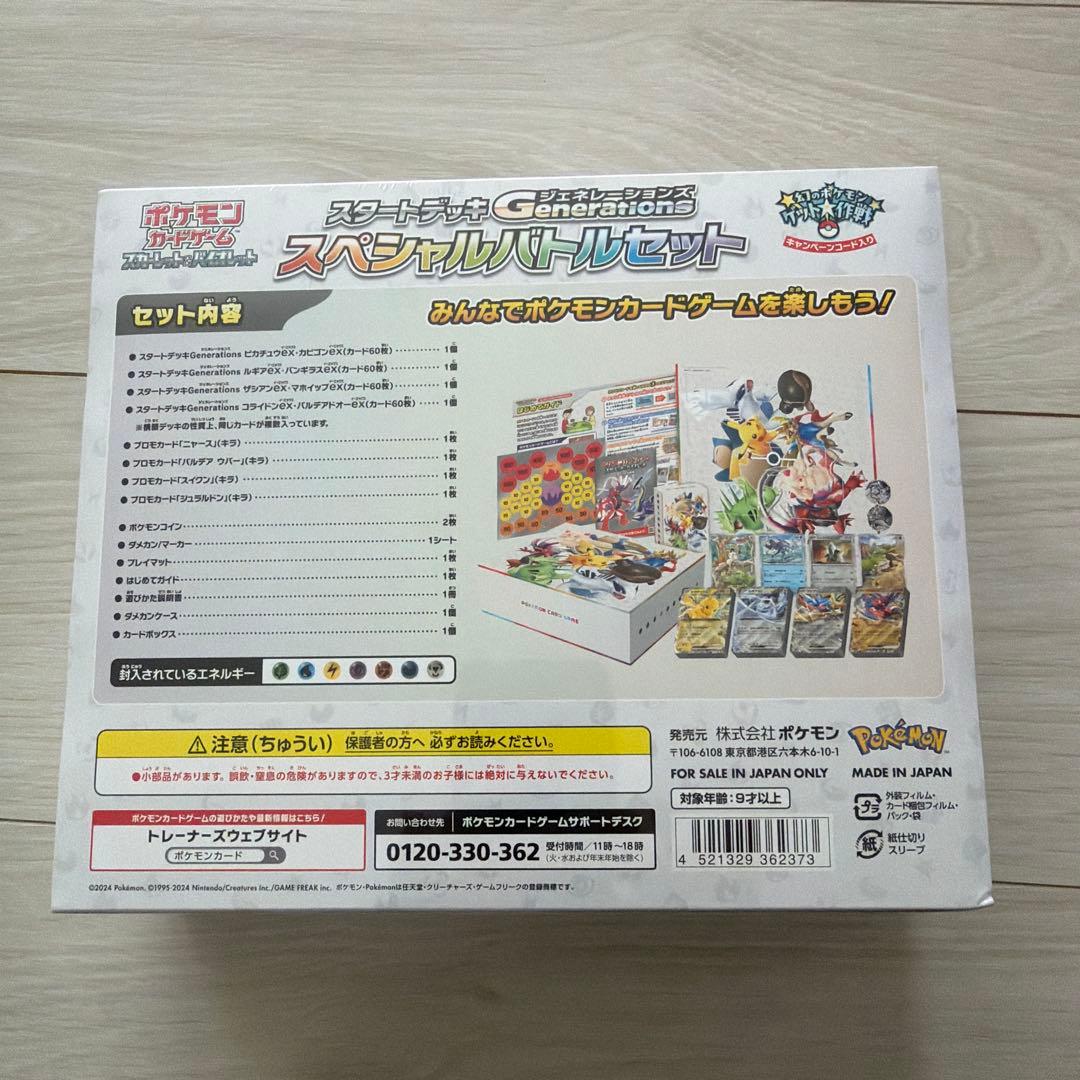 ポケモン
カードゲーム
スカーレット&バイオレット
スタートデッキ Generations ジェネレーションズ
スペシャルバトルセット
幻のポケモン
ゲット大作戦
キャンペーンコード入り
セット内容
みんなでポケモンカードゲームを楽しもう!
●スタートデッキGenerations ピカチュウex・カビゴンex(カード60枚) 1個
●スタートデッキGenerations ルギアex・バンギラスex(カード60枚) 1個
●スタートデッキGenerations ザシアンex・マホイップex(カード60枚) 1個
●スタートデッキGenerations コライドンex・パルデアドオーex(カード60枚) 1個
※構築デッキの性質上、同じカードが複数入っています。
●プロモカード「ニャース」(キラ) 1枚
●プロモカード「パルデア ウパー」(キラ) 1枚
●プロモカード「スイクン」(キラ) 1枚
●プロモカード「ジュラルドン」(キラ) 1枚
●ポケモンコイン 2枚
●ダメカン/マーカー 1シート
●プレイマット 1枚
●はじめてガイド 1枚
●遊びかた説明書 1冊
●ダメカンケース 1個
●カードボックス 1個
はじめてガイド
POKÉMON CARD GAME
封入されているエネルギー
⚠注意(ちゅうい) 保護者の方へ 必ずお読みください。
●小部品があります。誤飲・窒息の危険がありますので、3才未満のお子様には絶対に与えないでください。
発売元 株式会社 ポケモン
〒106-6108 東京都港区六本木6-10-1
Pokémon
FOR SALE IN JAPAN ONLY
MADE IN JAPAN
対象年齢:9才以上
プラ
外装フィルム・
カード梱包フィルム・
パック・袋
紙
紙仕切り
スリーブ
4 521329 362373
ポケモンカードゲームの遊びかたや最新情報はこちら!
トレーナーズウェブサイト
ポケモンカード
お問い合わせ先 ポケモンカードゲームサポートデスク
0120-330-362 受付時間/11時~18時
(火・水および年末年始を除く)
©2024 Pokémon. ©1995-2024 Nintendo/Creatures Inc./GAME FREAK inc. ポケモン・Pokémonは任天堂・クリーチャーズ・ゲームフリークの登録商標です。